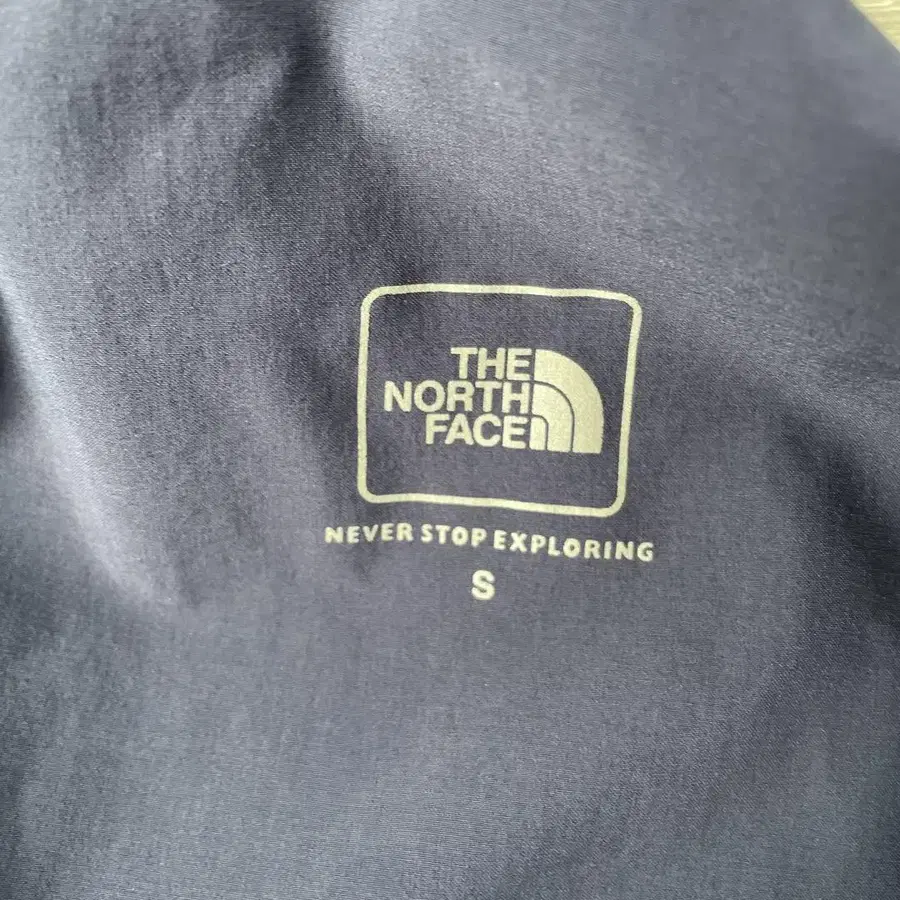 THE
NORTH
FACE
NEVER STOP EXPLORING
S